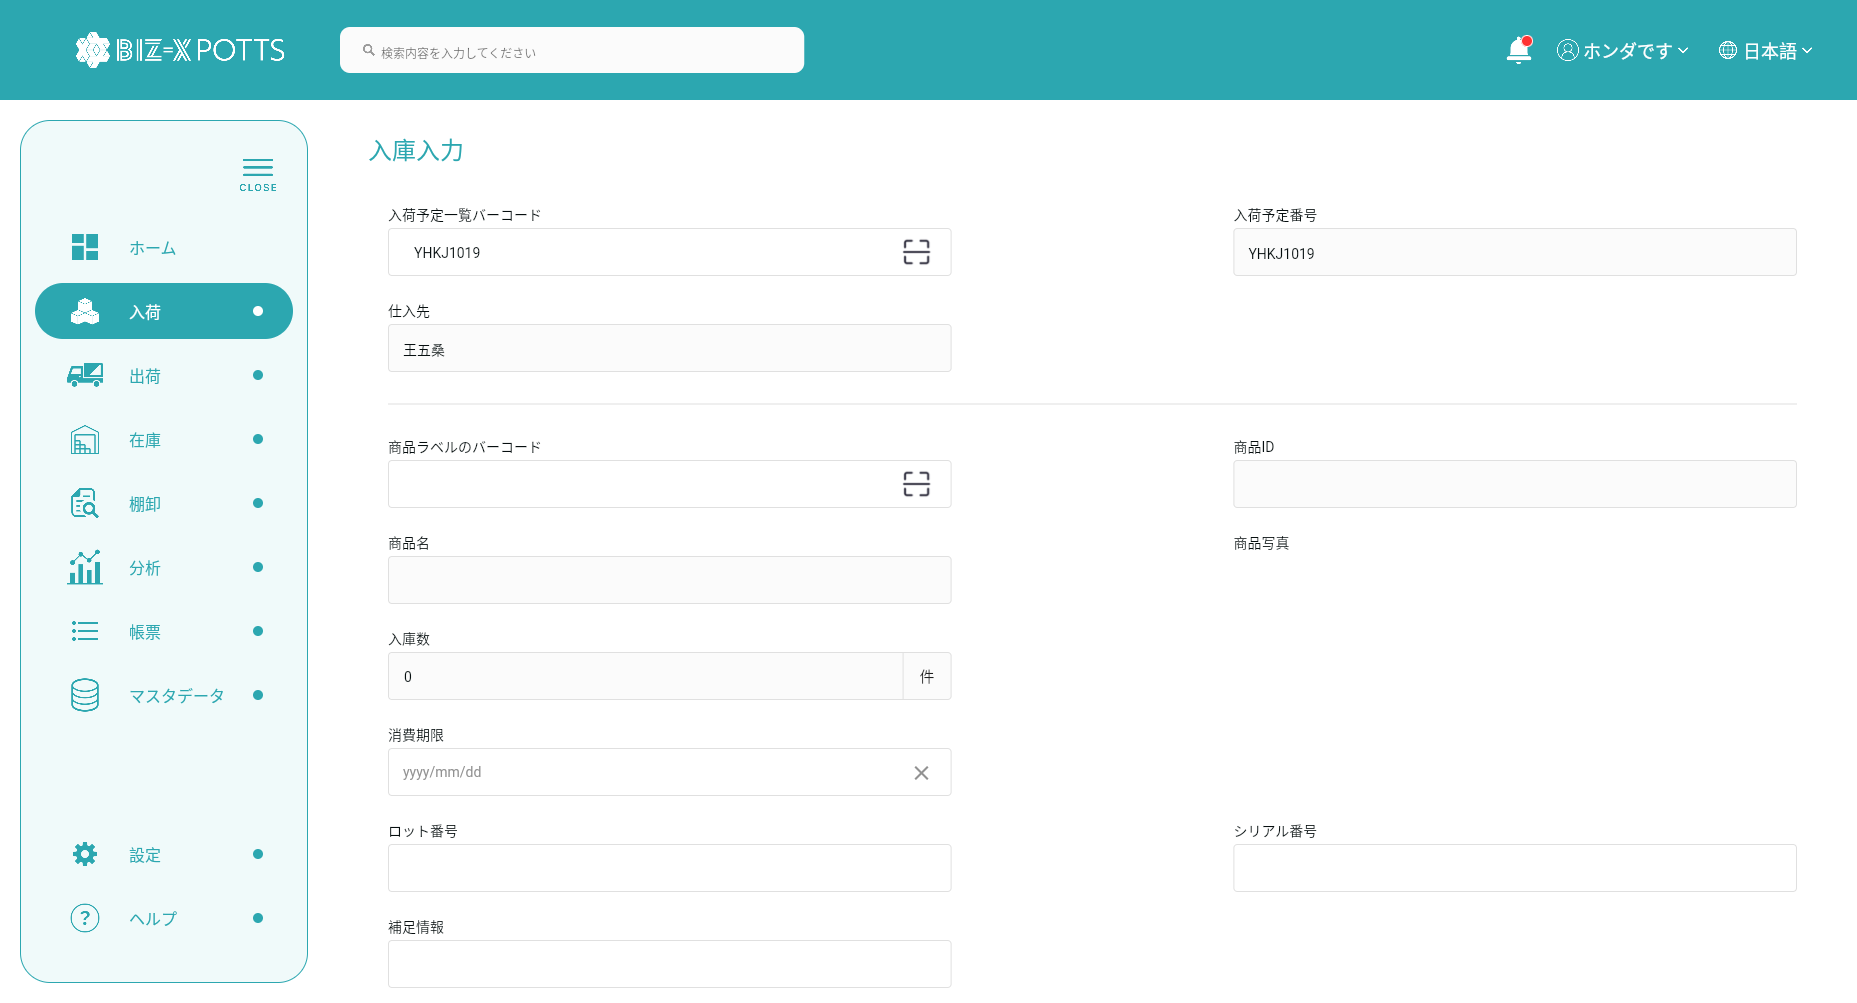 BIZ-X POTTS
検索内容を入力してください
ホンダです
日本語
CLOSE
ホーム
入荷
出荷
在庫
棚卸
分析
帳票
マスタデータ
設定
ヘルプ
入庫入力
入荷予定一覧バーコード
YHKJ1019
入荷予定番号
YHKJ1019
仕入先
王五桑
商品ラベルのバーコード
商品ID
商品名
商品写真
入庫数
0
件
消費期限
yyyy/mm/dd
ロット番号
シリアル番号
補足情報